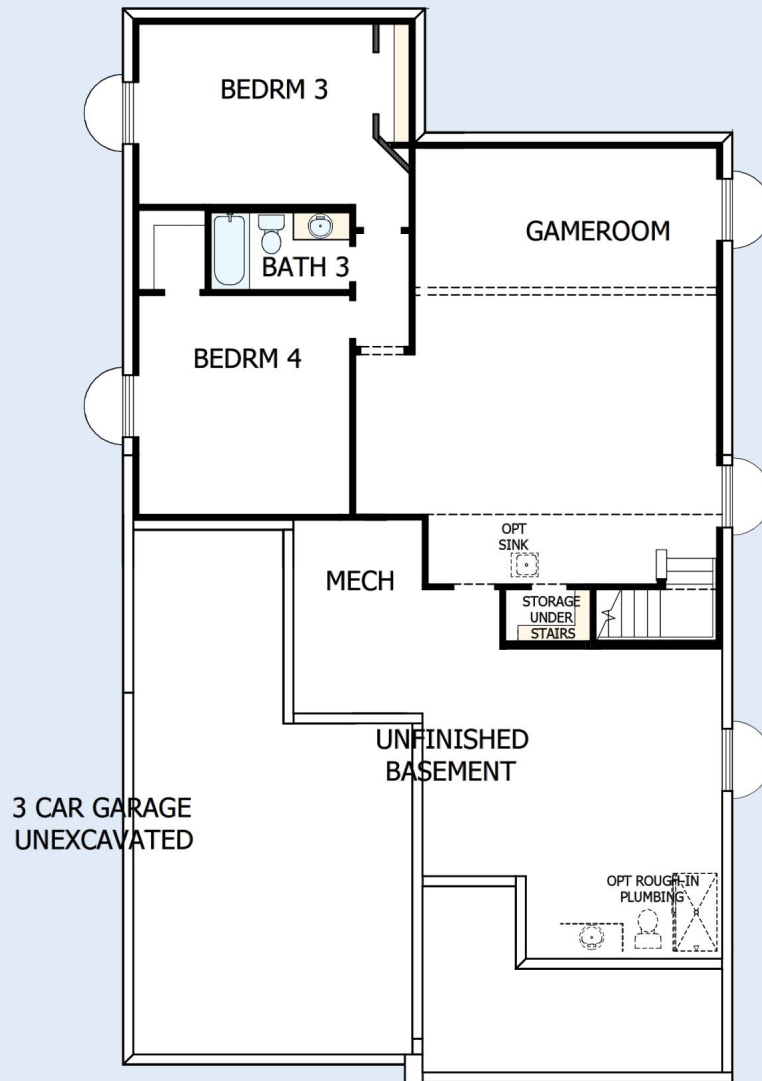 BEDRM 3
GAMEROOM
BATH 3
BEDRM 4
OPT
SINK
MECH
STORAGE
UNDER
STAIRS
UNFINISHED
BASEMENT
3 CAR GARAGE
UNEXCAVATED
OPT ROUGH-IN
PLUMBING